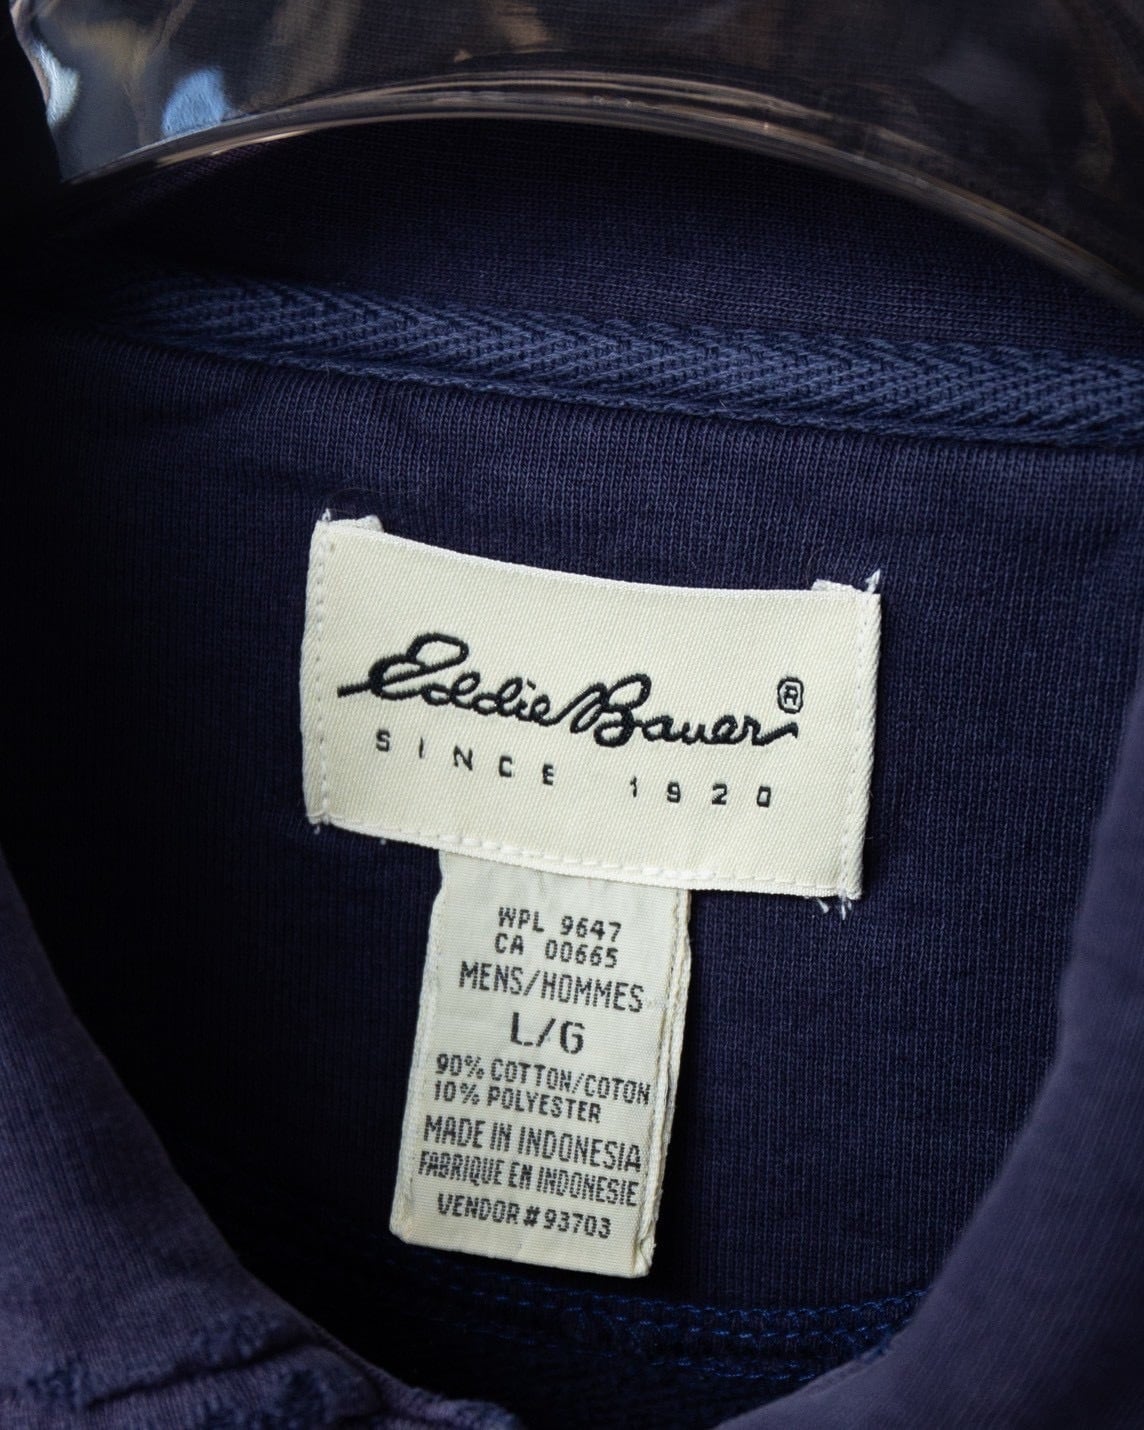 Eddie Bauer®
SINCE 1920
WPL 9647
CA 00665
MENS/HOMMES
L/G
90% COTTON/COTON
10% POLYESTER
MADE IN INDONESIA
FABRIQUE EN INDONESIE
VENDOR # 93703